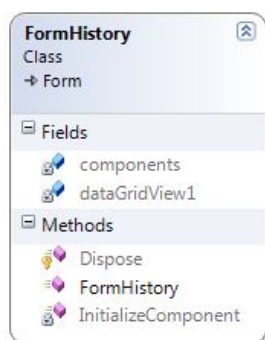 FormHistory
Class
Form
Fields
components
dataGridView1
Methods
Dispose
FormHistory
InitializeComponent